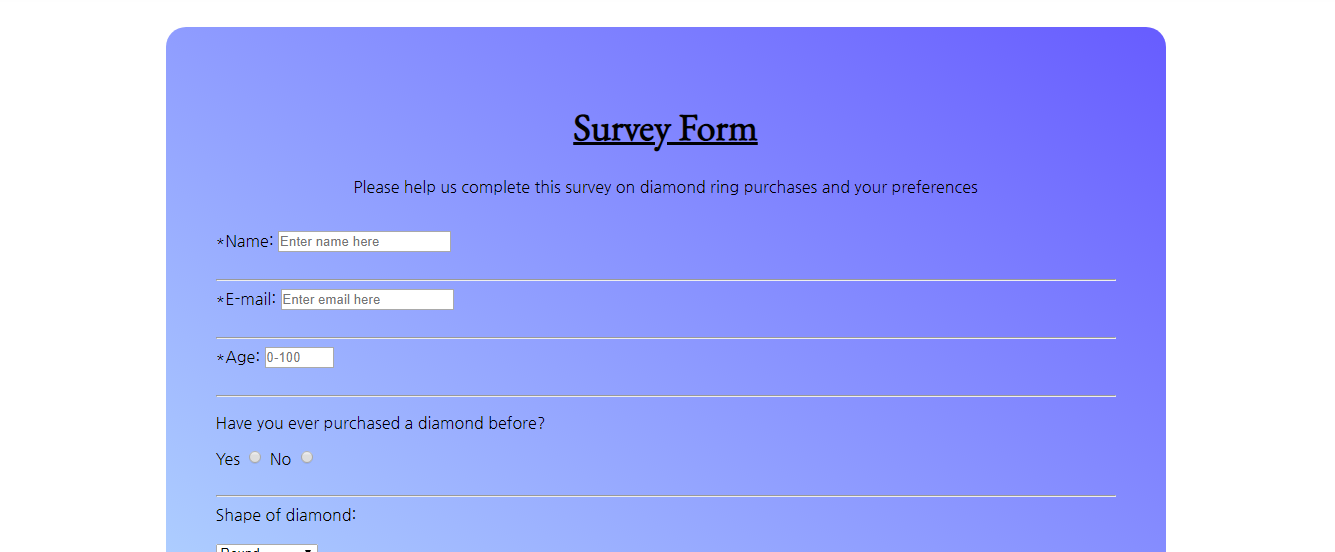 Survey Form
Please help us complete this survey on diamond ring purchases and your preferences
*Name: Enter name here
*E-mail: Enter email here
*Age: 0-100
Have you ever purchased a diamond before?
Yes No
Shape of diamond:
Round